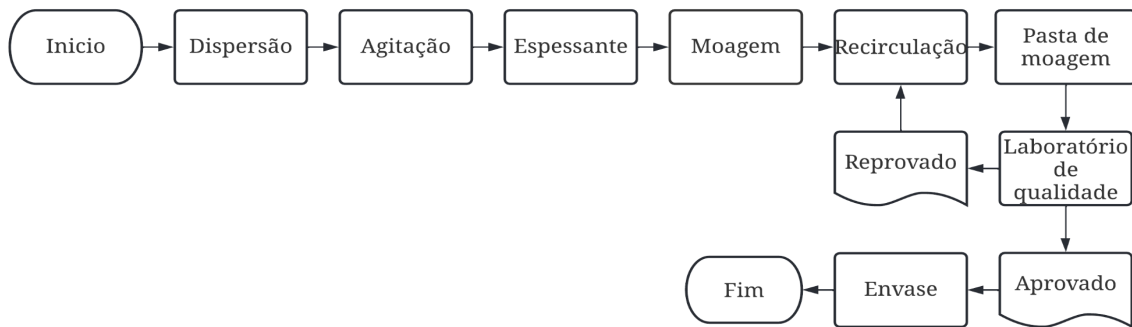 Inicio
Dispersão
Agitação
Espessante
Moagem
Recirculação
Pasta de
moagem
Reprovado
Laboratório
de
qualidade
Fim
Envase
Aprovado